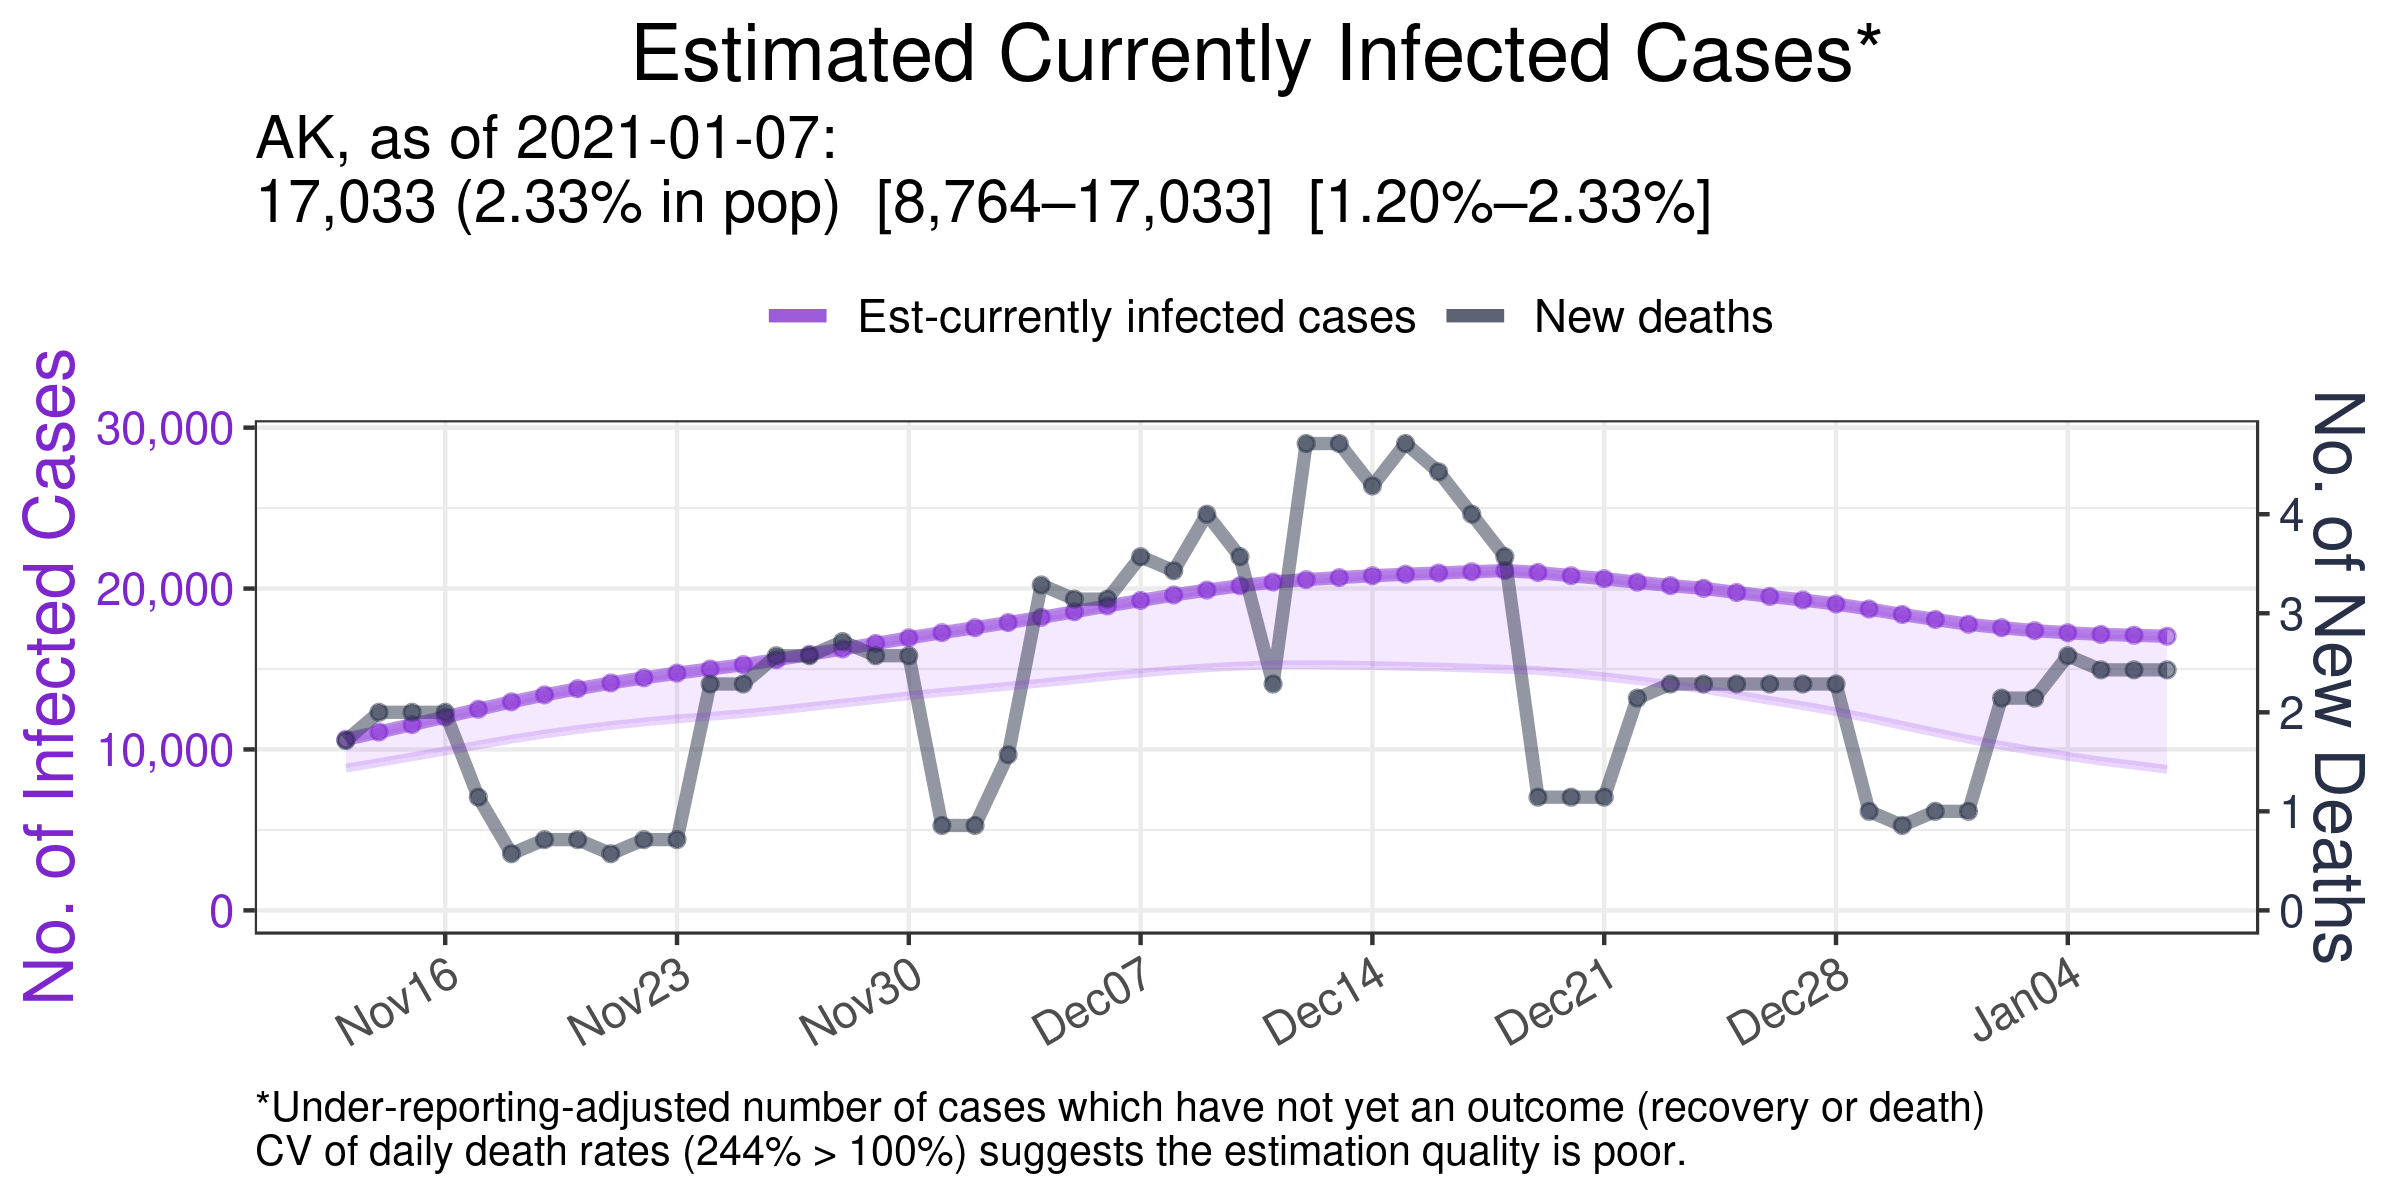 Estimated Currently Infected Cases*
AK, as of 2021-01-07:
17,033 (2.33% in pop)  [8,764–17,033]  [1.20%–2.33%]
Est-currently infected cases
New deaths
No. of Infected Cases
30,000
20,000
10,000
0
4
3
2
1
0
No. of New Deaths
Nov16
Nov23
Nov30
Dec07
Dec14
Dec21
Dec28
Jan04
*Under-reporting-adjusted number of cases which have not yet an outcome (recovery or death)
CV of daily death rates (244% > 100%) suggests the estimation quality is poor.